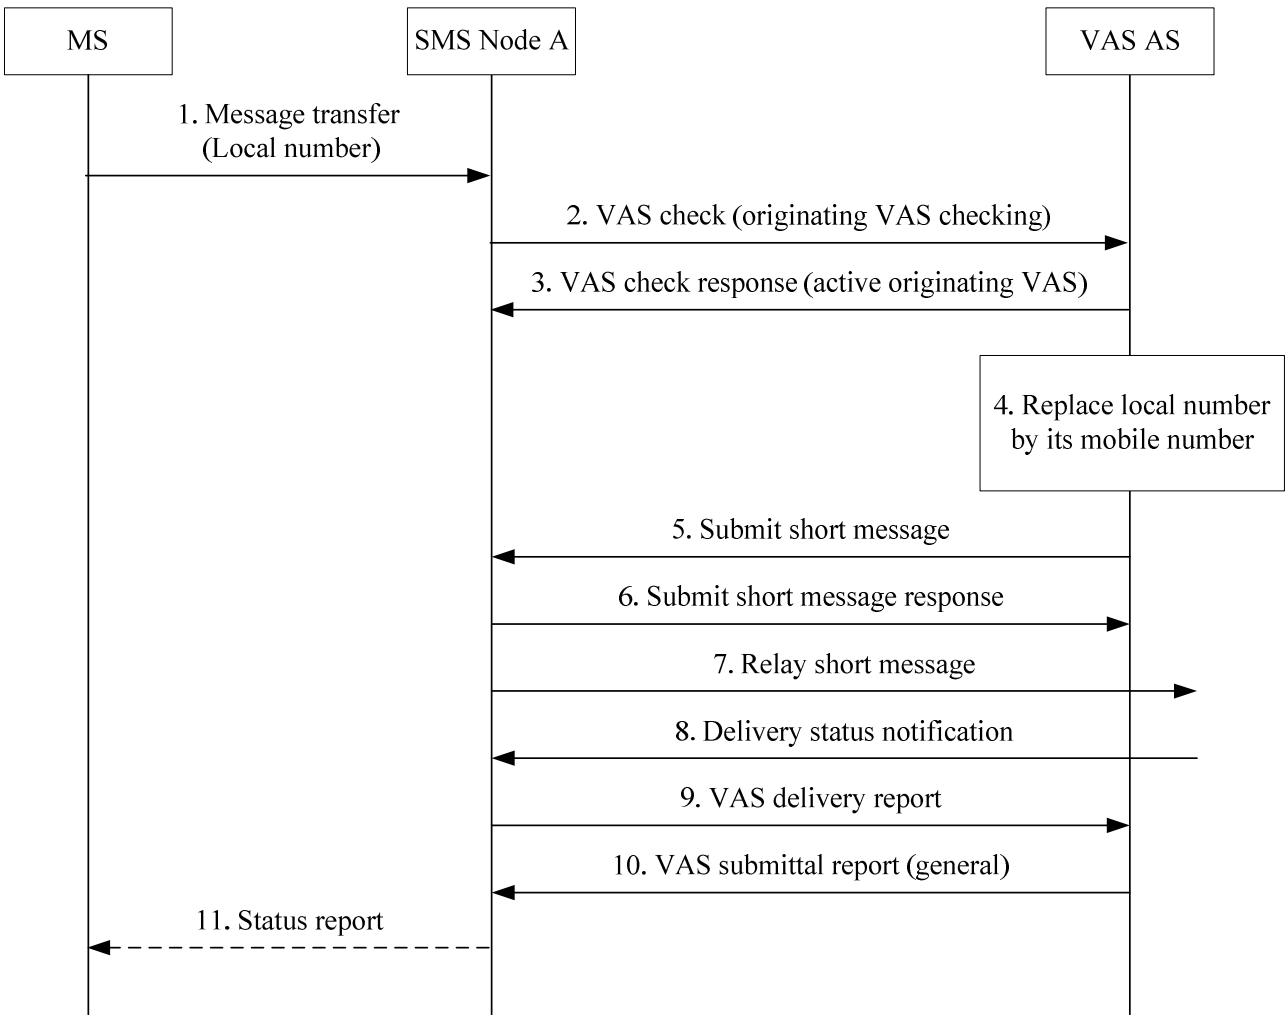 MS
SMS Node A
VAS AS
1. Message transfer
(Local number)
2. VAS check (originating VAS checking)
3. VAS check response (active originating VAS)
4. Replace local number
by its mobile number
5. Submit short message
6. Submit short message response
7. Relay short message
8. Delivery status notification
9. VAS delivery report
10. VAS submittal report (general)
11. Status report